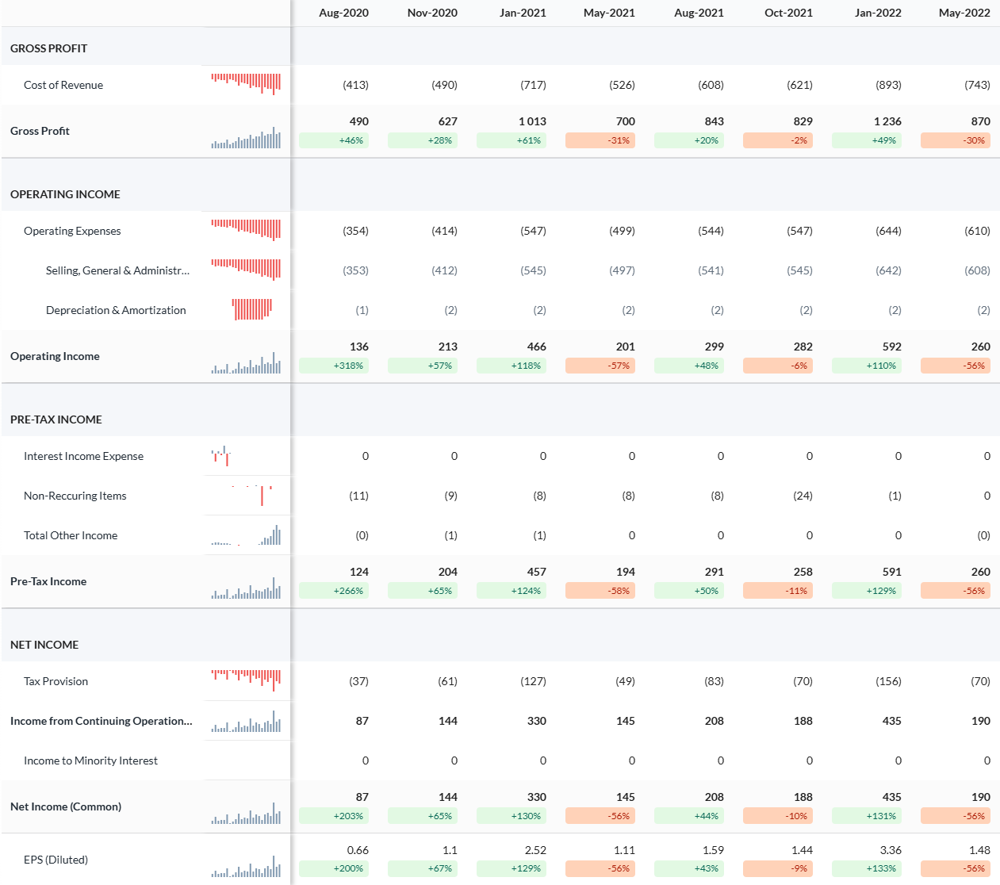 Aug-2020 Nov-2020 Jan-2021 May-2021 Aug-2021 Oct-2021 Jan-2022 May-2022
GROSS PROFIT
Cost of Revenue (413) (490) (717) (526) (608) (621) (893) (743)
Gross Profit 490 627 1 013 700 843 829 1 236 870
+46% +28% +61% -31% +20% -2% +49% -30%
OPERATING INCOME
Operating Expenses (354) (414) (547) (499) (544) (547) (644) (610)
Selling, General & Administr... (353) (412) (545) (497) (541) (545) (642) (608)
Depreciation & Amortization (1) (2) (2) (2) (2) (2) (2) (2)
Operating Income 136 213 466 201 299 282 592 260
+318% +57% +118% -57% +48% -6% +110% -56%
PRE-TAX INCOME
Interest Income Expense 0 0 0 0 0 0 0 0
Non-Reccuring Items (11) (9) (8) (8) (8) (24) (1) 0
Total Other Income (0) (1) (1) 0 0 0 0 (0)
Pre-Tax Income 124 204 457 194 291 258 591 260
+266% +65% +124% -58% +50% -11% +129% -56%
NET INCOME
Tax Provision (37) (61) (127) (49) (83) (70) (156) (70)
Income from Continuing Operation... 87 144 330 145 208 188 435 190
Income to Minority Interest 0 0 0 0 0 0 0 0
Net Income (Common) 87 144 330 145 208 188 435 190
+203% +65% +130% -56% +44% -10% +131% -56%
EPS (Diluted) 0.66 1.1 2.52 1.11 1.59 1.44 3.36 1.48
+200% +67% +129% -56% +43% -9% +133% -56%